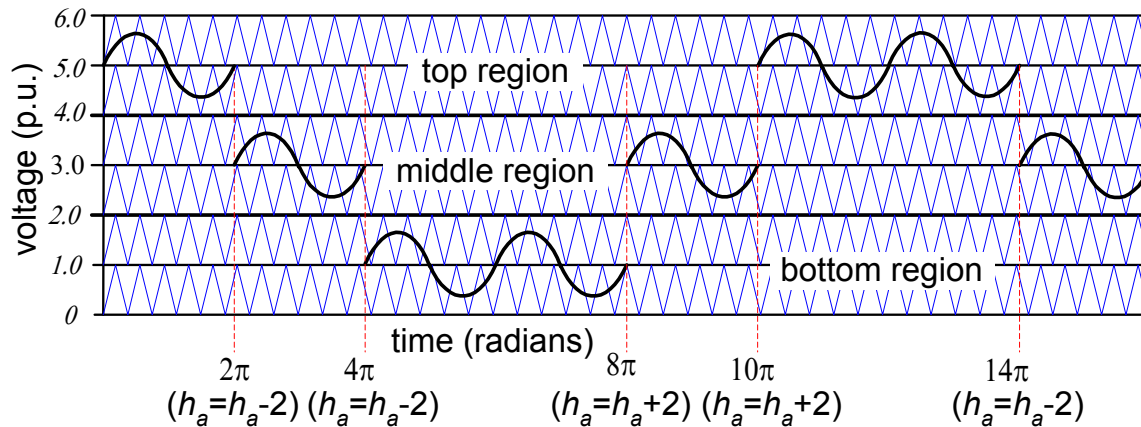 6.0
5.0
4.0
3.0
2.0
1.0
0
voltage (p.u.)
top region
middle region
bottom region
time (radians)
2π 4π 8π 10π 14π
(hₐ=hₐ-2) (hₐ=hₐ-2) (hₐ=hₐ+2) (hₐ=hₐ+2) (hₐ=hₐ-2)